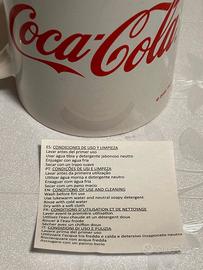 Coca-Cola
ES: CONDICIONES DE USO Y LIMPIEZA
Lavar antes del primer uso
Usar agua tibia y detergente jabonoso neutro
Enjuagar con agua fría
Secar con un trapo suave
PT: CONDIÇÕES DE USO E LIMPEZA
Lavar antes da primeira utilização
Utilizar água morna e detergente neutro
Enxaguar com água fria
Secar com um pano macio
EN: CONDITIONS OF USE AND CLEANING
Wash before first use
Use lukewarm water and neutral soapy detergent
Rinse with cold water
Dry with a soft cloth
FR: CONDITIONS D'UTILISATION ET DE NETTOYAGE
Laver avant la première utilisation
Utilisez l'eau chaude et un détergent doux
Rincer à l'eau froide
Sécher avec un chiffon doux
IT: CONDIZIONI DI USO E PULIZIA
Lavare prima del primo uso
Utilizzare l'acqua tiepida e detersivo insaponato neutro
Risciacquare con acqua fredda
Asciugare con un panno